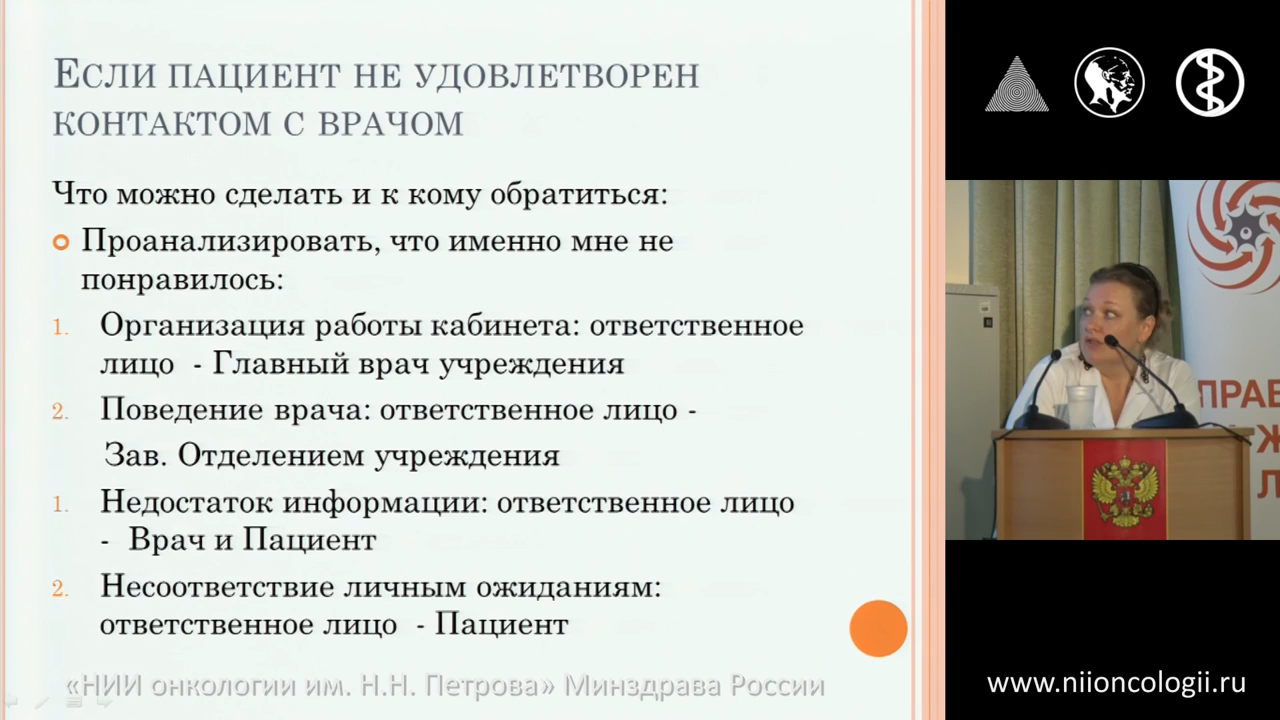 Если пациент не удовлетворен
контактом с врачом
Что можно сделать и к кому обратиться:
Проанализировать, что именно мне не
понравилось:
1. Организация работы кабинета: ответственное
лицо - Главный врач учреждения
2. Поведение врача: ответственное лицо -
Зав. Отделением учреждения
1. Недостаток информации: ответственное лицо
- Врач и Пациент
2. Несоответствие личным ожиданиям:
ответственное лицо - Пациент
«НИИ онкологии им. Н.Н. Петрова» Минздрава России
ПРАВ
Ж
Л
www.niioncologii.ru